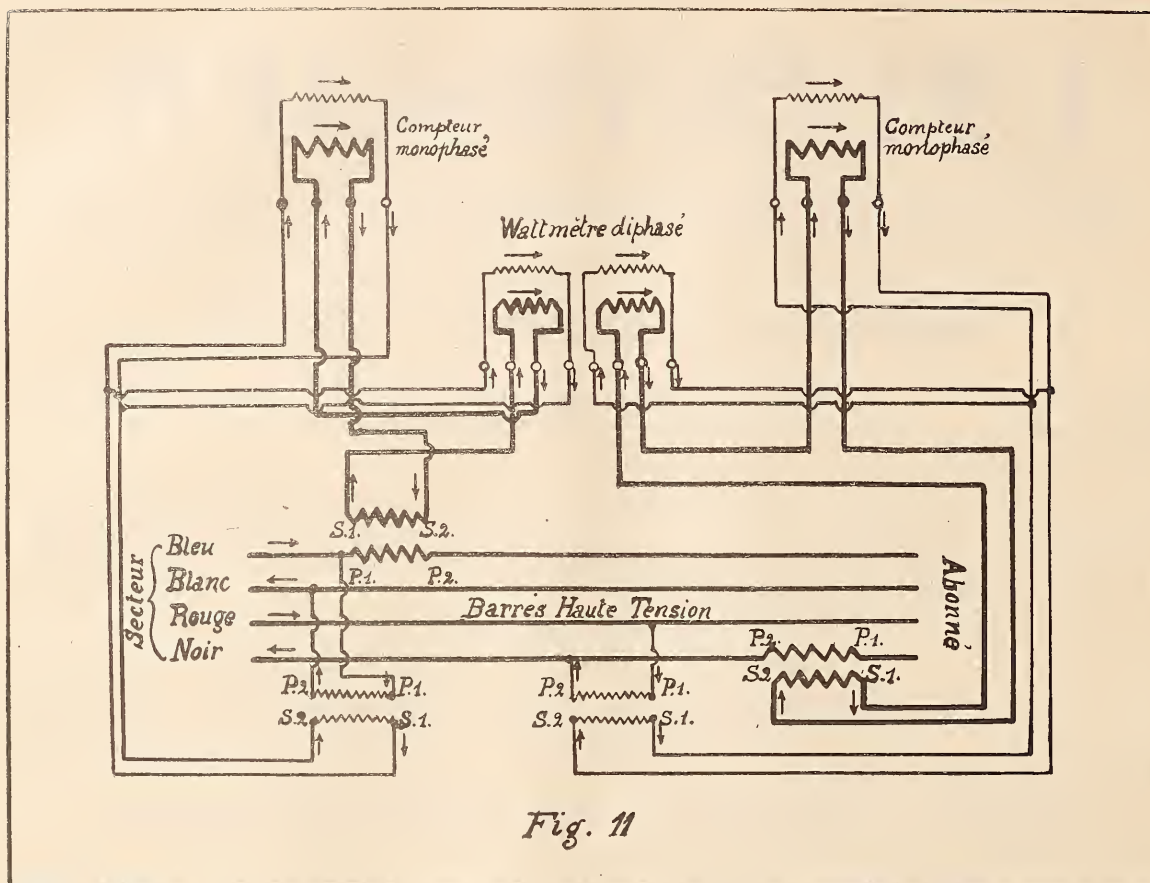 Compteur
monophasé
Compteur
monophasé
Wattmètre diphasé
S.1. S.2.
Secteur
Bleu
P.1. P.2.
Blanc
Rouge
Barres Haute Tension
Noir
P.2. P.1.
S.2 S.1.
Abonné
P.2 P.1.
S.2 S.1.
P.2 P.1.
S.2 S.1.
Fig. 11